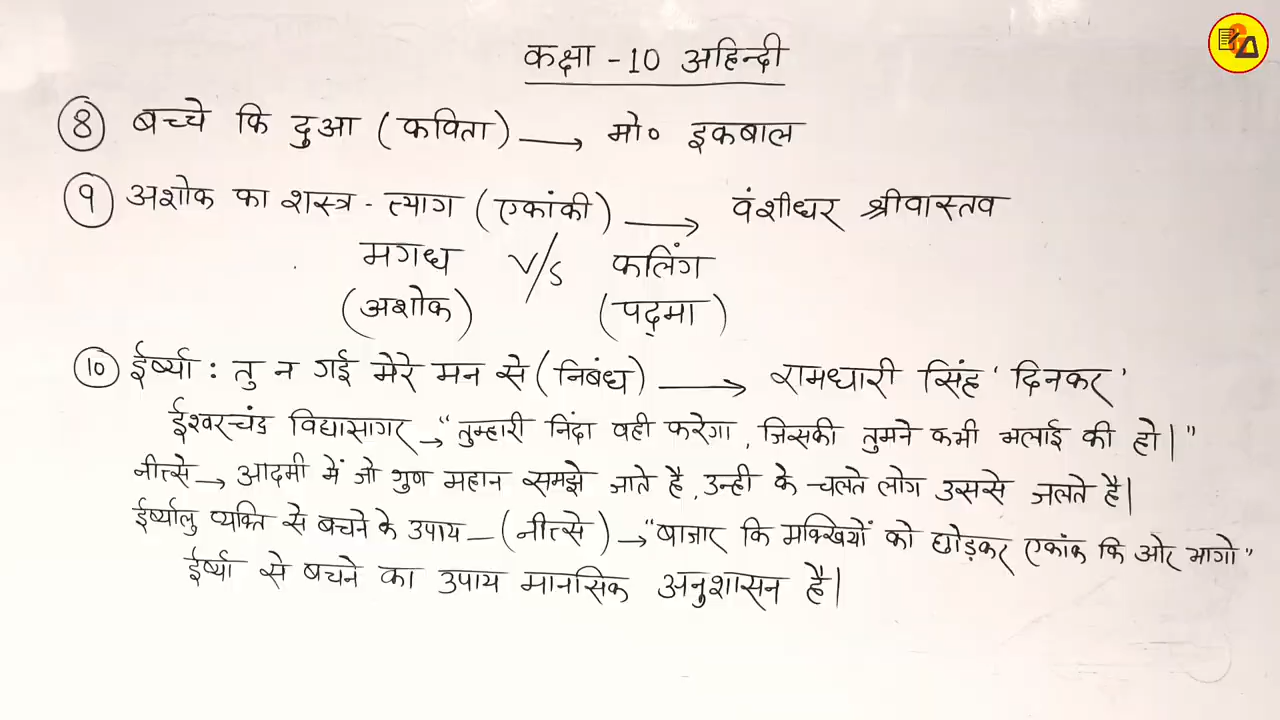 कक्षा - 10 अहिन्दी
8 बच्चे कि दुआ (कविता) → मो० इकबाल
9 अशोक का शस्त्र - त्याग (एकांकी) → वंशीधर श्रीवास्तव
मगध V/S कलिंग
(अशोक) (पद्मा)
10 ईर्ष्या : तु न गई मेरे मन से (निबंध) → रामधारी सिंह 'दिनकर'
ईश्वरचंड विद्यासागर → "तुम्हारी निंदा वही करेगा, जिसकी तुमने कभी भलाई की हो।"
नीत्से → आदमी में जो गुण महान समझे जाते है, उन्ही के चलते लोग उससे जलते है।
ईर्ष्यालु व्यक्ति से बचने के उपाय — (नीत्से) → "बाजार कि मक्खियों को छोड़कर एकांक कि ओर भागो"
ईर्ष्या से बचने का उपाय मानसिक अनुशासन है।